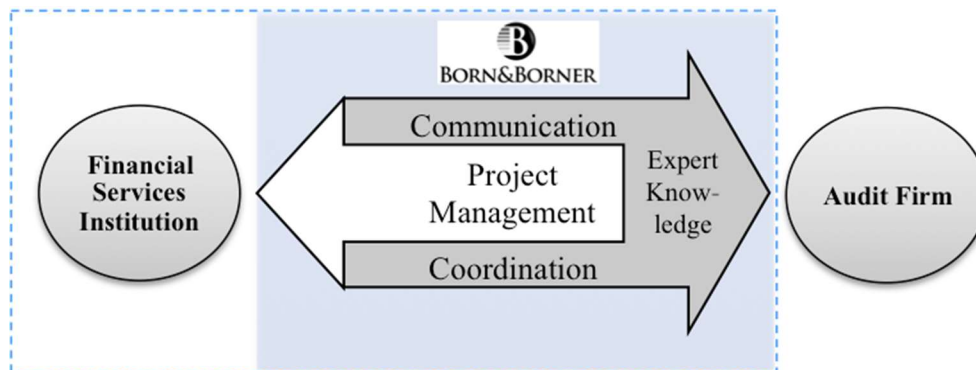 B
BORN&BORNER
Communication
Financial
Services
Institution
Project
Management
Expert
Know-
ledge
Coordination
Audit Firm